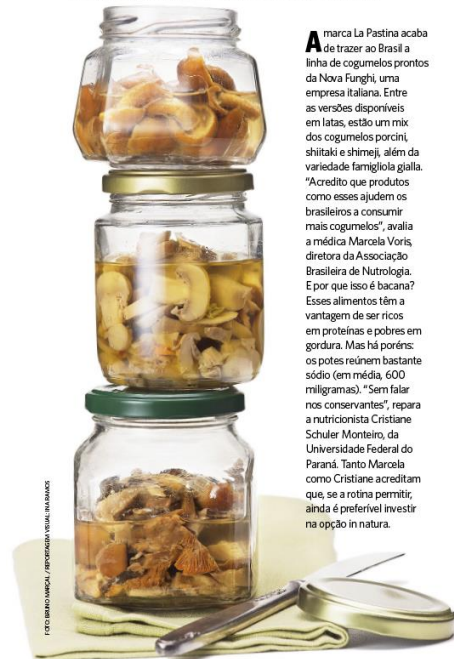 A marca La Pastina acaba
de trazer ao Brasil a
linha de cogumelos prontos
da Nova Funghi, uma
empresa italiana. Entre
as versões disponíveis
em latas, estão um mix
dos cogumelos porcini,
shiitaki e shimeji, além da
variedade famigliola gialla.
“Acredito que produtos
como esses ajudem os
brasileiros a consumir
mais cogumelos”, avalia
a médica Marcela Voris,
diretora da Associação
Brasileira de Nutrologia.
E por que isso é bacana?
Esses alimentos têm a
vantagem de ser ricos
em proteínas e pobres em
gordura. Mas há poréns:
os potes reúnem bastante
sódio (em média, 600
miligramas). “Sem falar
nos conservantes”, repara
a nutricionista Cristiane
Schuler Monteiro, da
Universidade Federal do
Paraná. Tanto Marcela
como Cristiane acreditam
que, se a rotina permitir,
ainda é preferível investir
na opção in natura.
FOTO: BRUNO MARÇAL / REPORTAGEM VISUAL: INA RAMOS